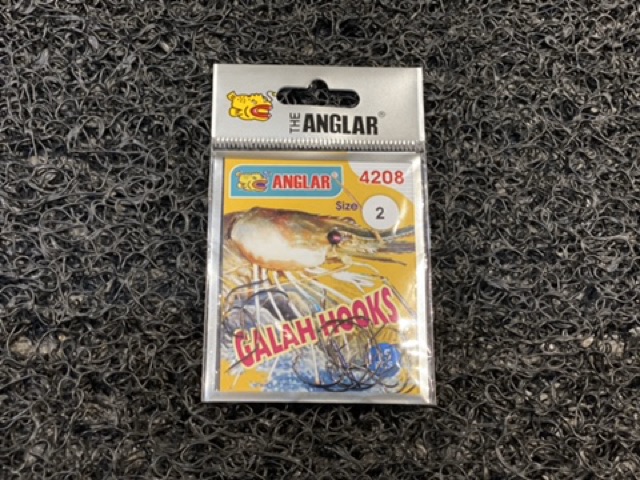 THE ANGLAR®
ANGLAR®
4208
Size 2
GALAH HOOKS